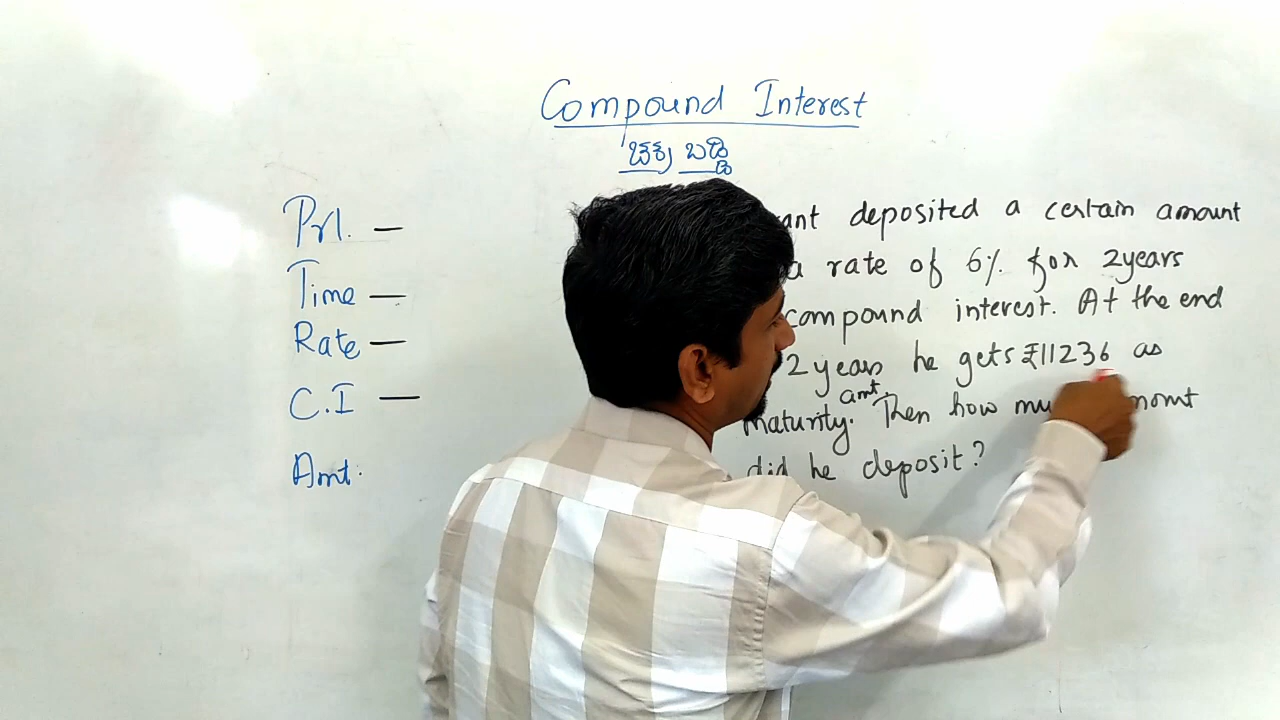 Compound Interest
ಚಕ್ರ ಬಡ್ಡಿ
Prl. —
Time —
Rate —
C.I —
Amt.
deposited a certain amount
a rate of 6% for 2years
compound interest. At the end
2 years he gets ₹11236 as
amt.
maturity. Then how
did he deposit?